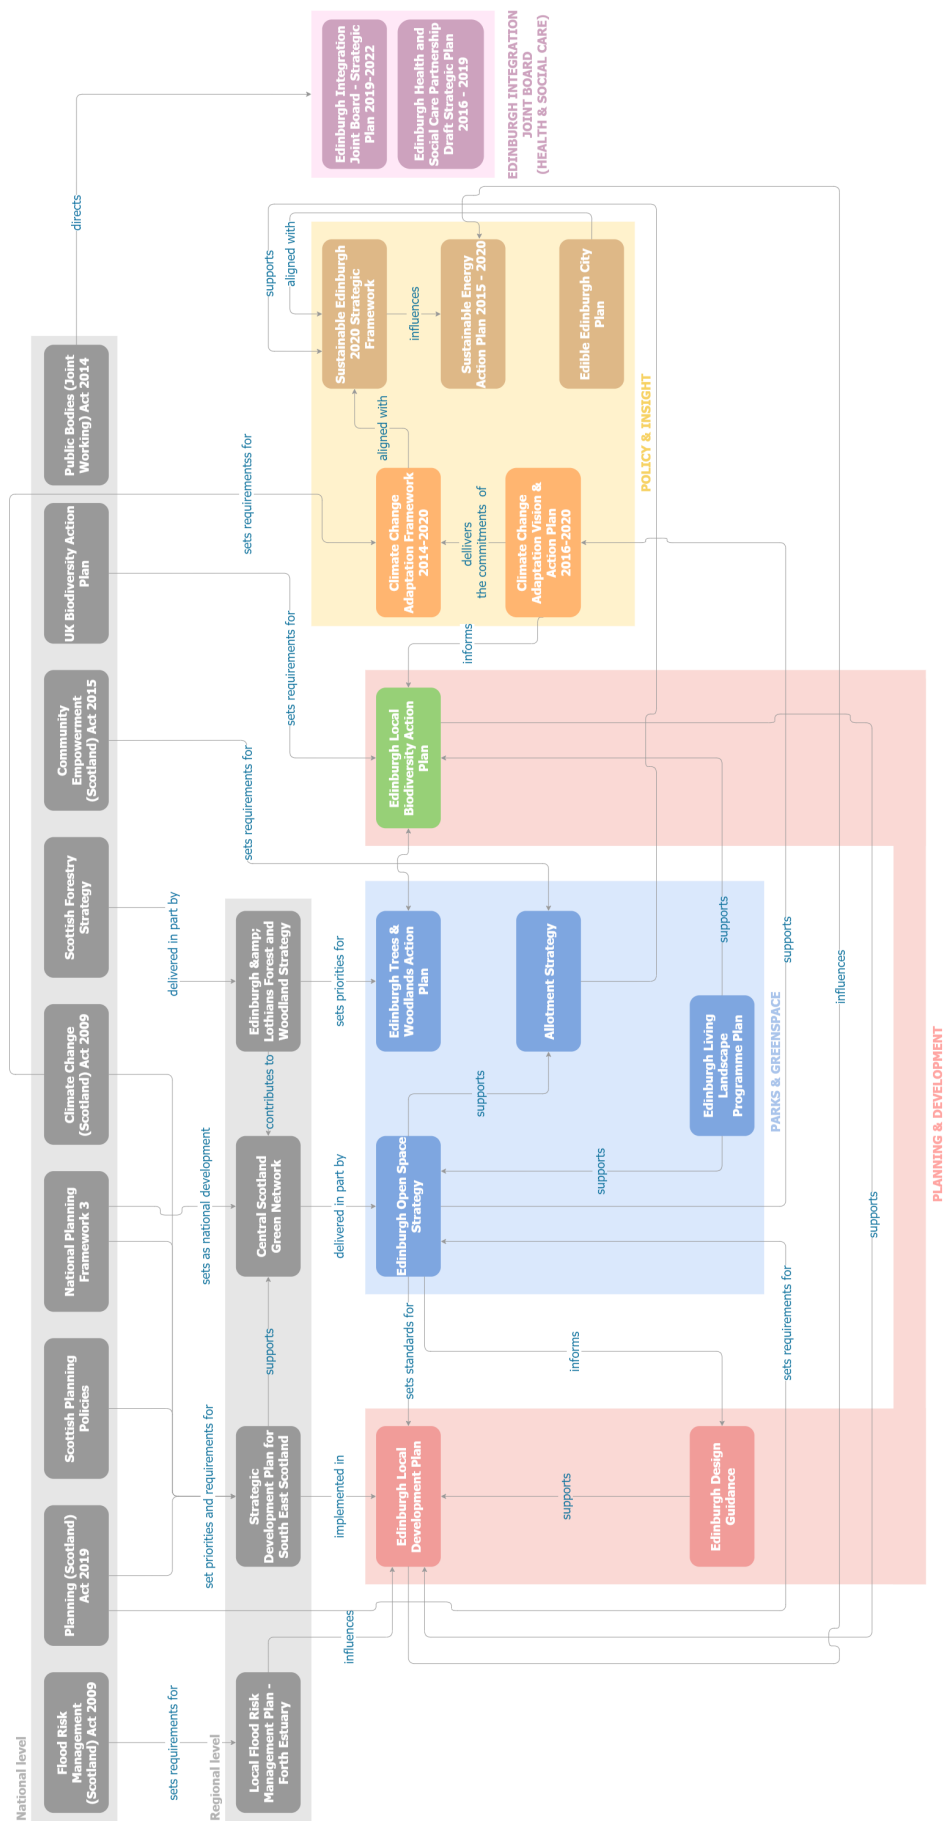 National level
Flood Risk
Management
(Scotland) Act 2009
Planning (Scotland)
Act 2019
Scottish Planning
Policies
National Planning
Framework 3
Climate Change
(Scotland) Act 2009
Scottish Forestry
Strategy
Community
Empowerment
(Scotland) Act 2015
UK Biodiversity Action
Plan
Public Bodies (Joint
Working) Act 2014
sets requirements for
set priorities and requirements for
sets as national development
delivered in part by
sets requirements for
sets requirements for
sets requirementss for
directs
Regional level
Local Flood Risk
Management Plan -
Forth Estuary
Strategic
Development Plan for
South East Scotland
supports
Central Scotland
Green Network
contributes to
Edinburgh &amp;
Lothians Forest and
Woodland Strategy
influences
implemented in
delivered in part by
sets priorities for
Edinburgh Local
Development Plan
sets standards for
Edinburgh Open Space
Strategy
Edinburgh Trees &
Woodlands Action
Plan
Edinburgh Local
Biodiversity Action
Plan
informs
supports
Allotment Strategy
supports
informs
supports
Edinburgh Design
Guidance
Edinburgh Living
Landscape
Programme Plan
supports
PARKS & GREENSPACE
sets requirements for
supports
influences
supports
PLANNING & DEVELOPMENT
Climate Change
Adaptation Framework
2014-2020
aligned with
dellivers
the commitments of
Climate Change
Adaptation Vision &
Action Plan
2016-2020
supports
aligned with
Sustainable Edinburgh
2020 Strategic
Framework
influences
Sustainable Energy
Action Plan 2015 - 2020
Edible Edinburgh City
Plan
POLICY & INSIGHT
Edinburgh Integration
Joint Board - Strategic
Plan 2019-2022
Edinburgh Health and
Social Care Partnership
Draft Strategic Plan
2016 - 2019
EDINBURGH INTEGRATION
JOINT BOARD
(HEALTH & SOCIAL CARE)